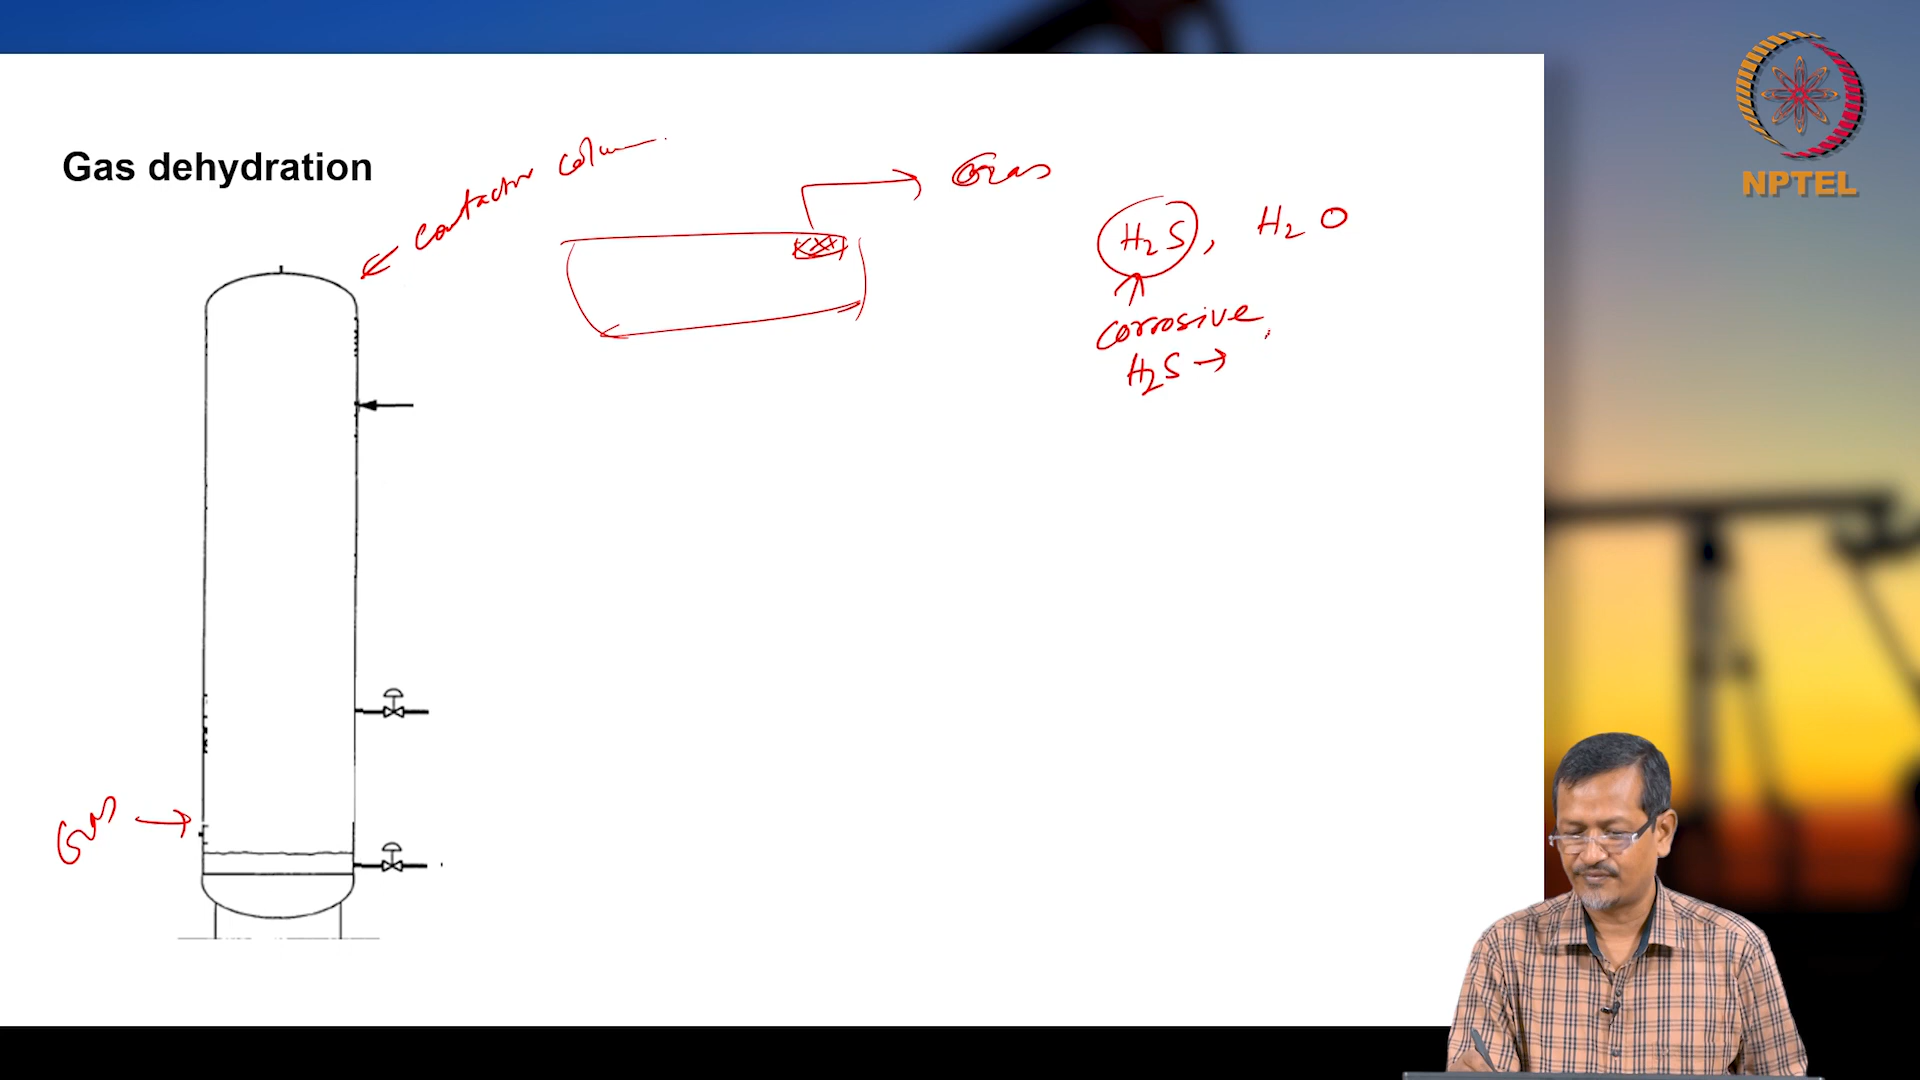 Gas dehydration
contactor column
Gas
H₂S, H₂O
corrosive
H₂S →
Gas →
NPTEL